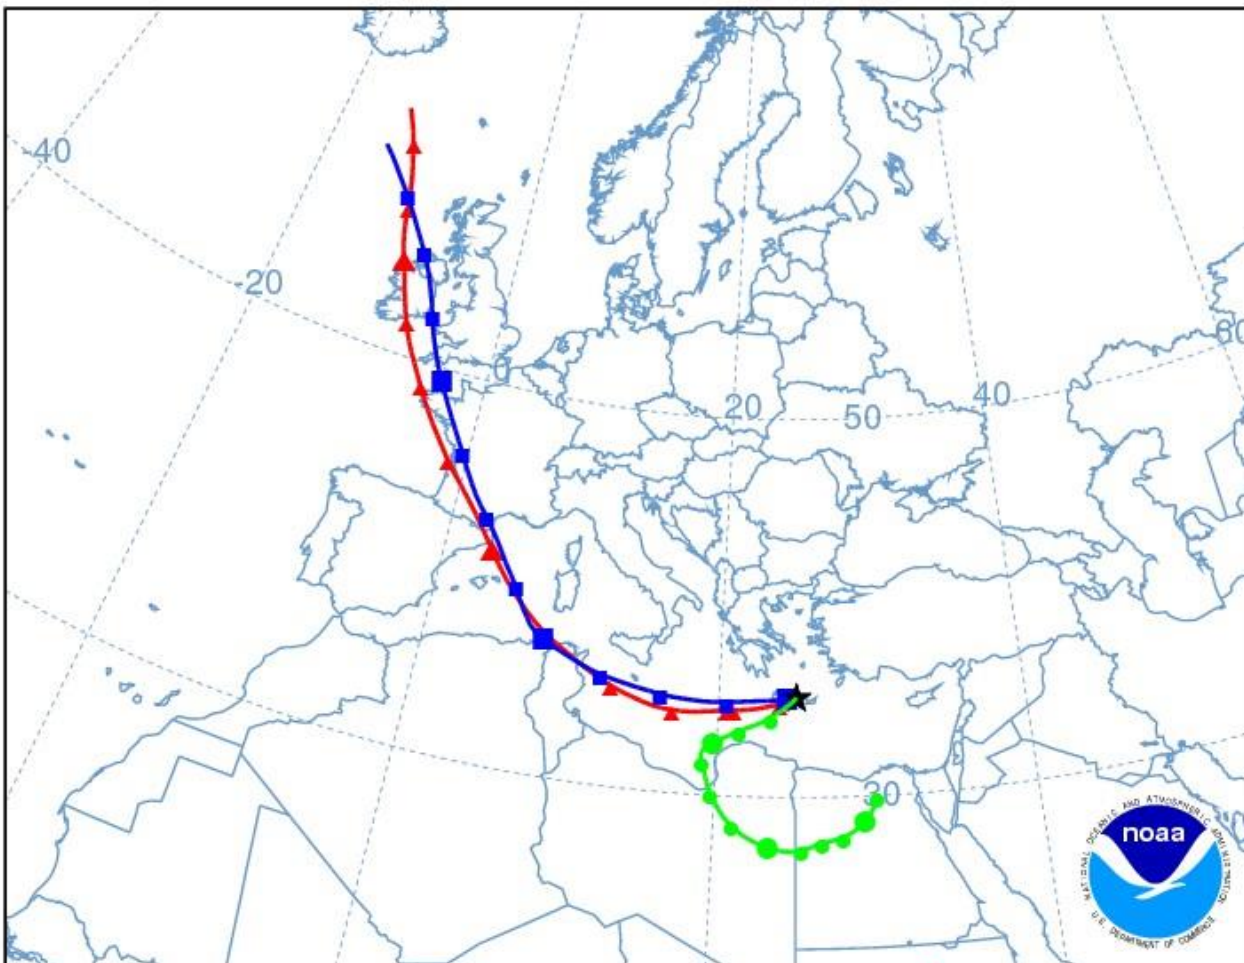 -40
-20
60
0
40
20
50
30
noaa
NATIONAL OCEANIC AND ATMOSPHERIC ADMINISTRATION
U.S. DEPARTMENT OF COMMERCE